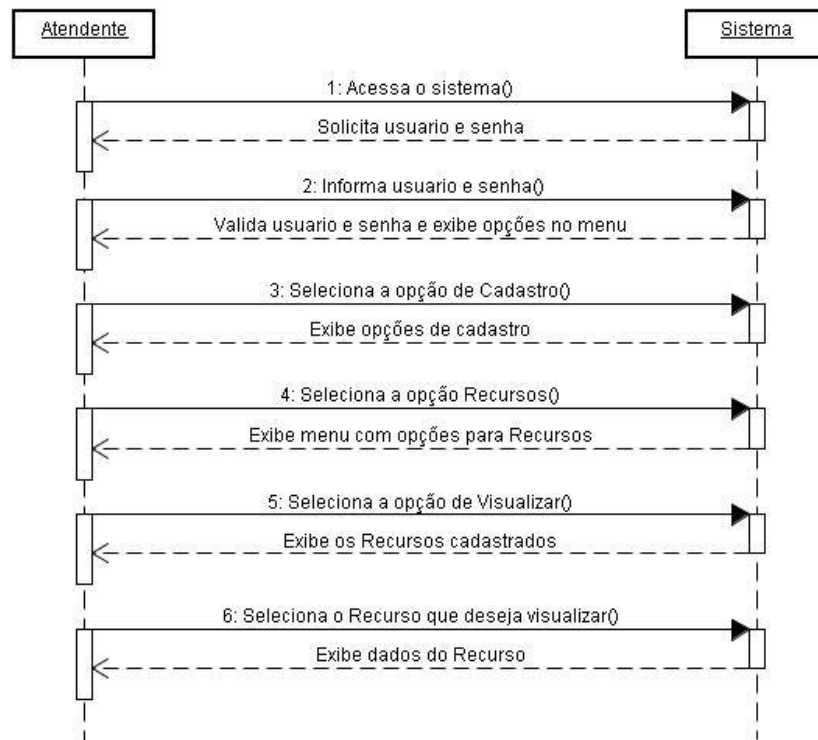 Atendente
Sistema
1: Acessa o sistema()
Solicita usuario e senha
2: Informa usuario e senha()
Valida usuario e senha e exibe opções no menu
3: Seleciona a opção de Cadastro()
Exibe opções de cadastro
4: Seleciona a opção Recursos()
Exibe menu com opções para Recursos
5: Seleciona a opção de Visualizar()
Exibe os Recursos cadastrados
6: Seleciona o Recurso que deseja visualizar()
Exibe dados do Recurso